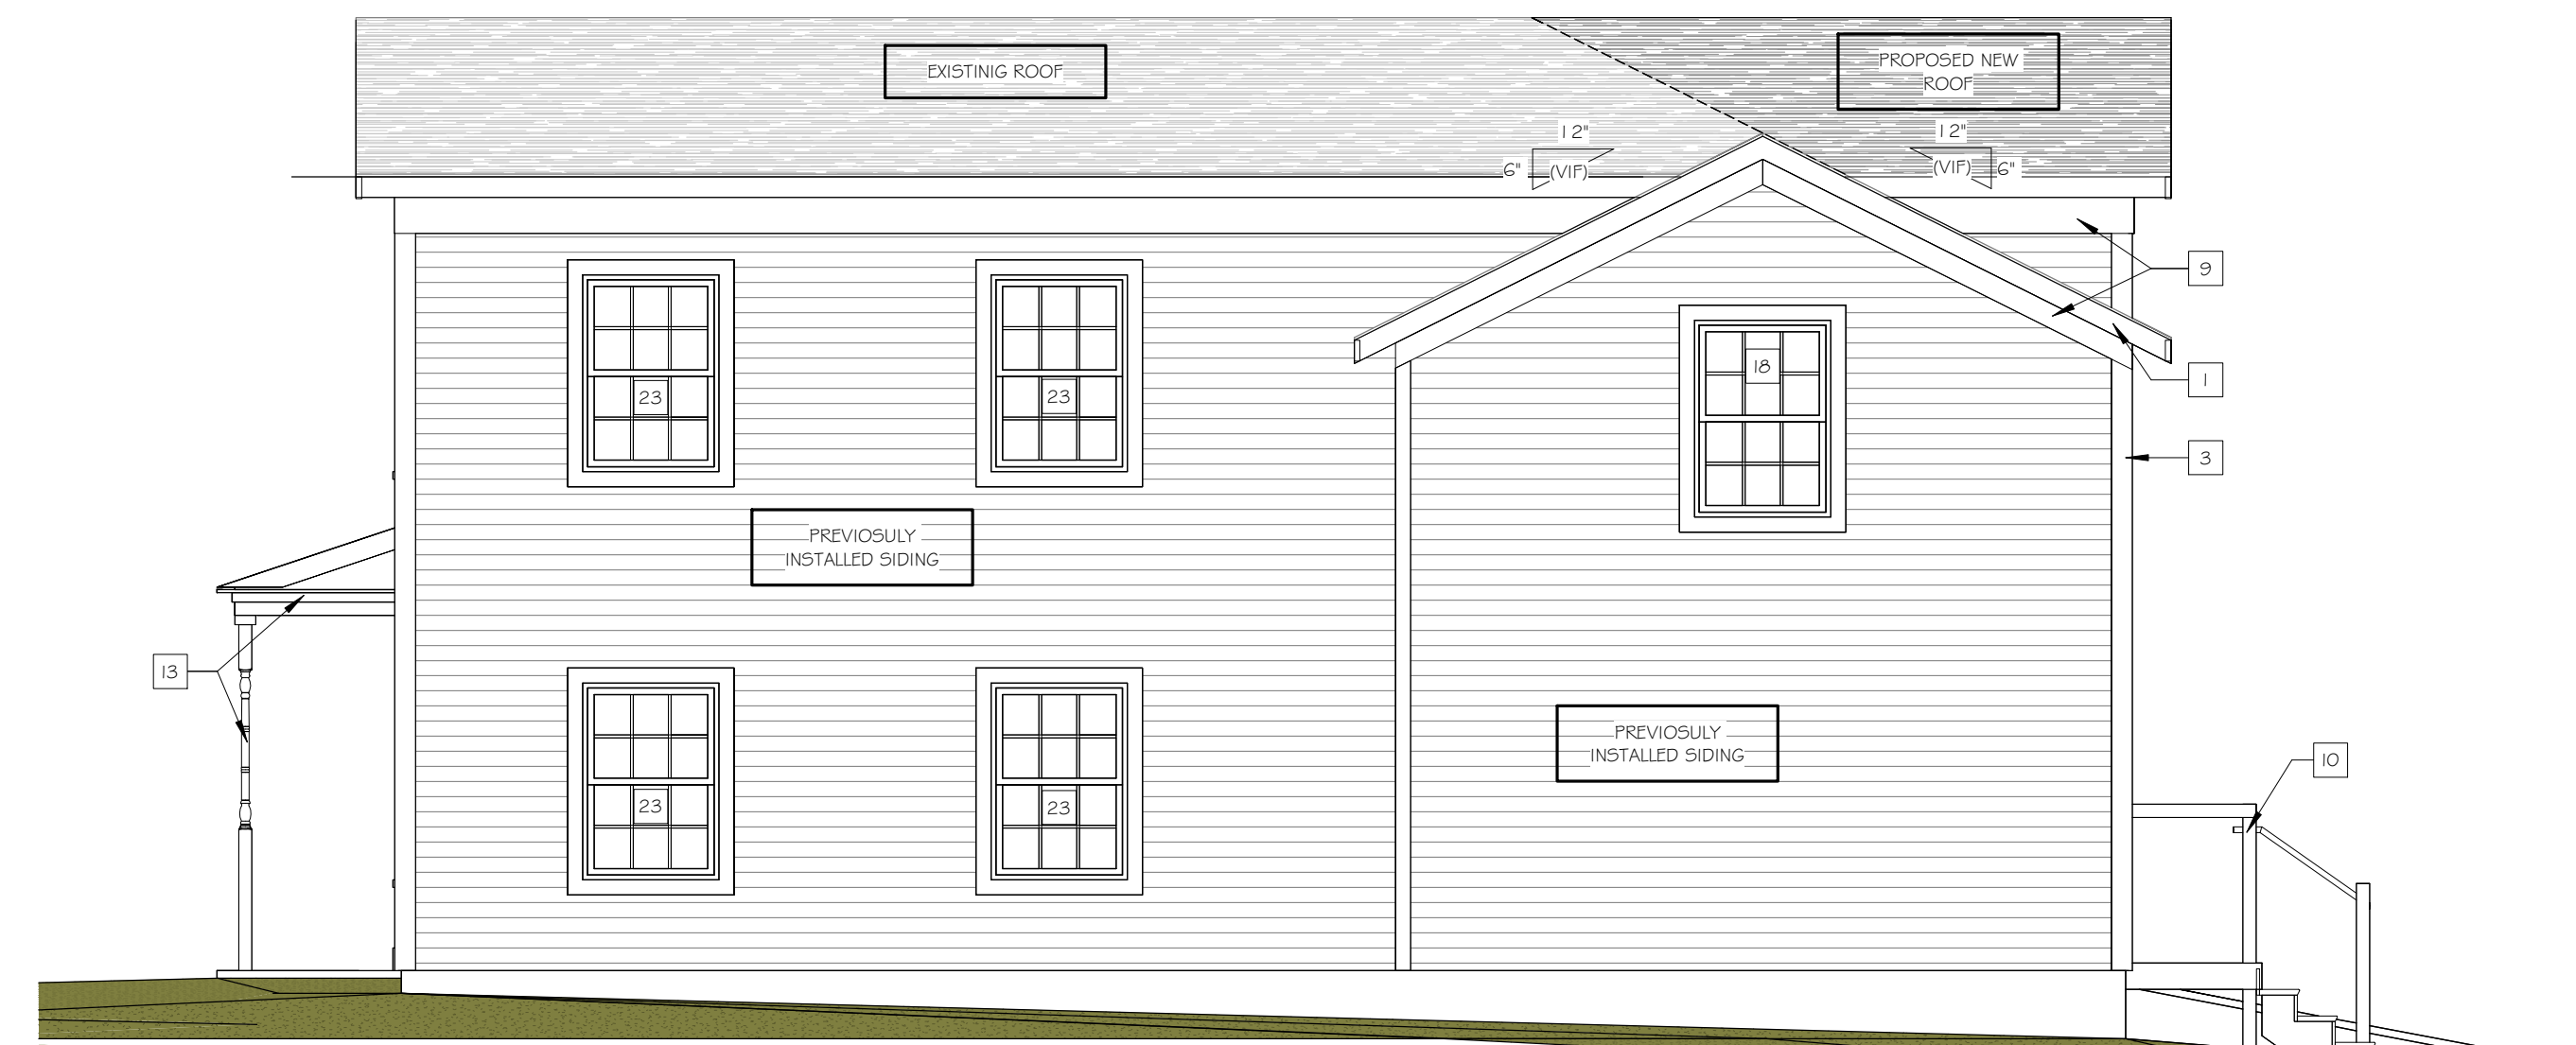 EXISTINIG ROOF
PROPOSED NEW
ROOF
12"
6"
(VIF)
12"
(VIF)
6"
9
18
1
23
23
3
PREVIOSULY
INSTALLED SIDING
13
PREVIOSULY
INSTALLED SIDING
10
23
23